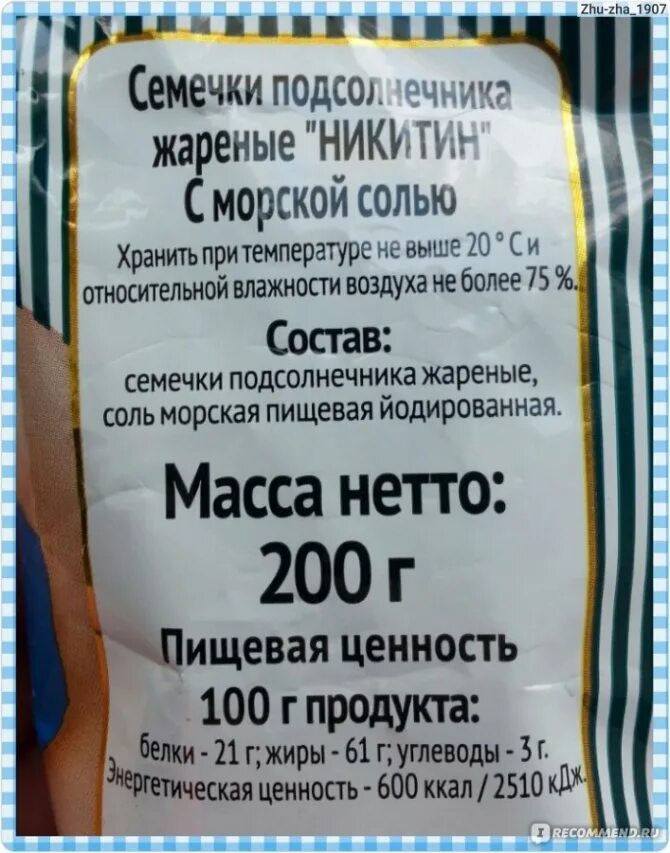 Zhu-zha_1907
Семечки подсолнечника
жареные "НИКИТИН"
С морской солью
Хранить при температуре не выше 20 °С и
относительной влажности воздуха не более 75 %.
Состав:
семечки подсолнечника жареные,
соль морская пищевая йодированная.
Масса нетто:
200 г
Пищевая ценность
100 г продукта:
белки - 21 г; жиры - 61 г; углеводы - 3 г.
Энергетическая ценность - 600 ккал / 2510 кДж.
I RECOMMEND.RU